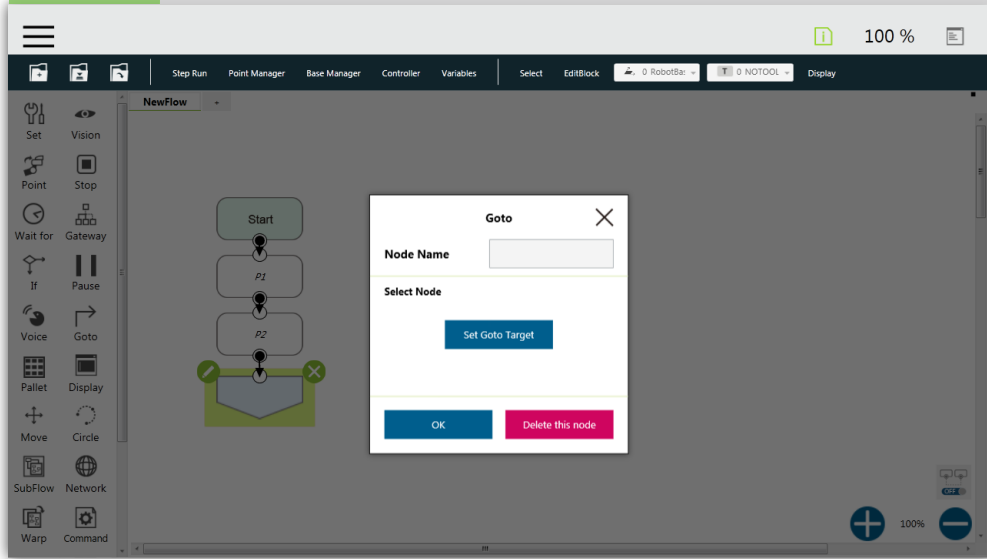 100 %
Step Run Point Manager Base Manager Controller Variables Select EditBlock 0 RobotBa: T 0 NOTOOL Display
NewFlow +
Set Vision
Point Stop
Wait for Gateway
If Pause
Voice Goto
Pallet Display
Move Circle
SubFlow Network
Warp Command
Start
P1
P2
Goto
Node Name
Select Node
Set Goto Target
OK Delete this node
OFF
100%